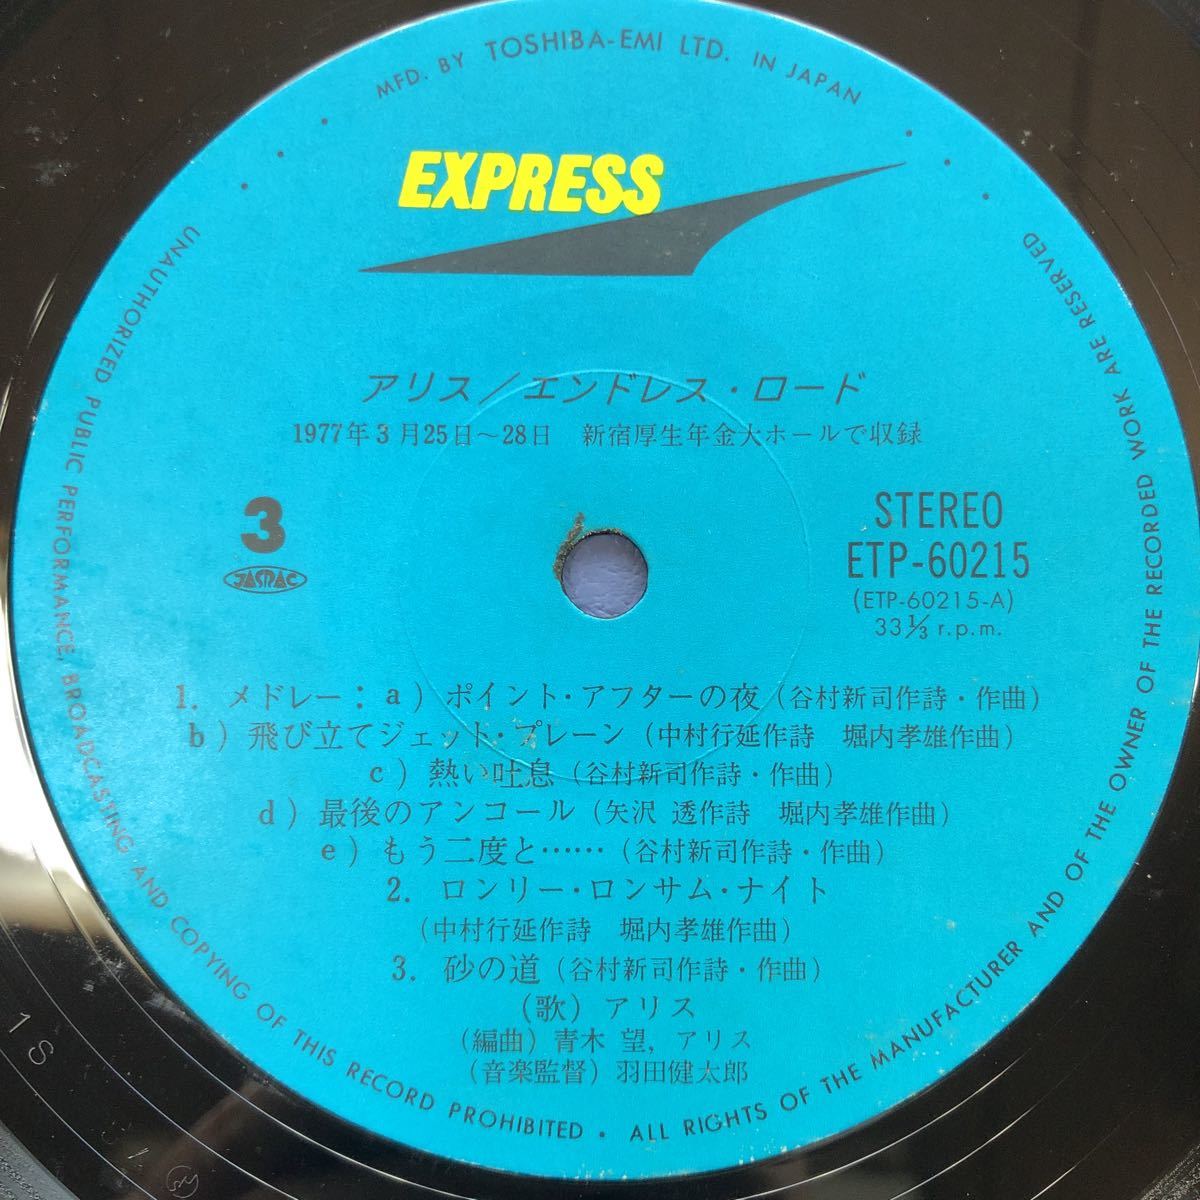 MFD. BY TOSHIBA-EMI LTD. IN JAPAN
EXPRESS
アリス/エンドレス・ロード
1977年3月25日〜28日 新宿厚生年金大ホールで収録
3
JASRAC
STEREO
ETP-60215
(ETP-60215-A)
33 1/3 r.p.m.
1. メドレー: a) ポイント・アフターの夜 (谷村新司作詩・作曲)
b) 飛び立てジェット・プレーン (中村行延作詩 堀内孝雄作曲)
c) 熱い吐息 (谷村新司作詩・作曲)
d) 最後のアンコール (矢沢 透作詩 堀内孝雄作曲)
e) もう二度と…… (谷村新司作詩・作曲)
2. ロンリー・ロンサム・ナイト
(中村行延作詩 堀内孝雄作曲)
3. 砂の道 (谷村新司作詩・作曲)
(歌) アリス
(編曲) 青木 望, アリス
(音楽監督) 羽田健太郎
UNAUTHORIZED PUBLIC PERFORMANCE, BROADCASTING AND COPYING OF THIS RECORD PROHIBITED • ALL RIGHTS OF THE MANUFACTURER AND OF THE OWNER OF THE RECORDED WORK ARE RESERVED
1S